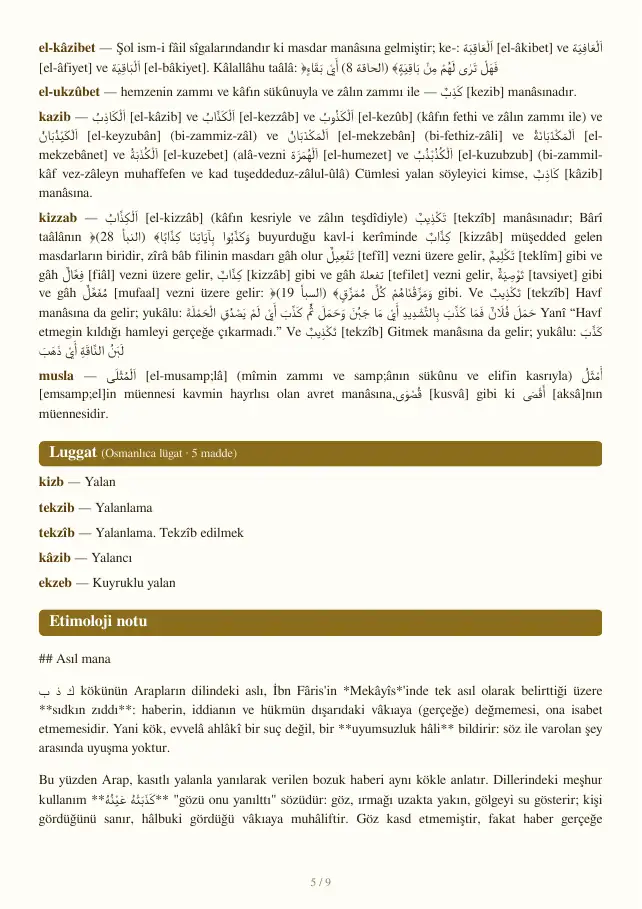 el-kâzibet — Şol ism-i fâil sîgalarındandır ki masdar manâsına gelmiştir; ke-: اَلْعَاقِبَة [el-âkibet] ve اَلْعَافِيَة
[el-âfiyet] ve اَلْبَاقِيَة [el-bâkiyet]. Kâlallâhu taâlâ: ﴿فَهَلْ تَرَى لَهُمْ مِنْ بَاقِيَةٍ﴾ (الحاقة 8) أَيْ بَقَاءٍ
el-ukzûbet — hemzenin zammı ve kâfın sükûnuyla ve zâlın zammı ile — كَذِبٌ [kezib] manâsınadır.
kazib — اَلْكَاذِبُ [el-kâzib] ve اَلْكَذَّابُ [el-kezzâb] ve اَلْكَذُوبُ [el-kezûb] (kâfın fethi ve zâlın zammı ile) ve
اَلْكَيْذُبَانُ [el-keyzubân] (bi-zammiz-zâl) ve اَلْمَكْذَبَانُ [el-mekzebân] (bi-fethiz-zâli) ve اَلْمَكْذَبَانَةُ [el-
mekzebânet] ve اَلْكُذَبَةُ [el-kuzebet] (alâ-vezni اَلْهُمَزَة [el-humezet] ve اَلْكُذُبْذُبُ [el-kuzubzub] (bi-zammil-
kâf vez-zâleyn muhaffefen ve kad tuşeddeduz-zâlul-ûlâ) Cümlesi yalan söyleyici kimse, كَاذِبٌ [kâzib]
manâsına.
kizzab — اَلْكِذَّابُ [el-kizzâb] (kâfın kesriyle ve zâlın teşdîdiyle) تَكْذِيبٌ [tekzîb] manâsınadır; Bârî
taâlânın ﴿وَكَذَّبُوا بِآيَاتِنَا كِذَّابًا﴾ (النبأ 28) buyurduğu kavl-i kerîminde كِذَّابٌ [kizzâb] müşedded gelen
masdarların biridir, zîrâ bâb filinin masdarı gâh olur تَفْعِيلٌ [tefîl] vezni üzere gelir, تَكْلِيمٌ [teklîm] gibi ve
gâh فِعَّالٌ [fiâl] vezni üzere gelir, كِذَّابٌ [kizzâb] gibi ve gâh تفعلة [tefilet] vezni üzere gelir, تَوْصِيَةٌ [tavsiyet] gibi
ve gâh مُفَعَّلٌ [mufaal] vezni üzere gelir: ﴿وَمَزَّقْنَاهُمْ كُلَّ مُمَزَّقٍ﴾ (السبأ 19) gibi. Ve تَكْذِيبٌ [tekzîb] Havf
manâsına da gelir; yukâlu: حَمَلَ فُلَانٌ فَمَا كَذَّبَ بِالتَّشْدِيدِ أَيْ مَا جَبُنَ وَحَمَلَ ثُمَّ كَذَّبَ أَيْ لَمْ يَصْدُقِ الْحَمْلَةَ Yanî “Havf
etmegin kıldığı hamleyi gerçeğe çıkarmadı.” Ve تَكْذِيبٌ [tekzîb] Gitmek manâsına da gelir; yukâlu: كَذَّبَ
لَبَنُ النَّاقَةِ أَيْ ذَهَبَ
musla — اَلْمُثْلَى [el-musamp;lâ] (mîmin zammı ve samp;ânın sükûnu ve elifin kasrıyla) أَمْثَلُ
[emsamp;el]in müennesi kavmin hayrlısı olan avret manâsına,قُصْوَى [kusvâ] gibi ki أَقْصَى [aksâ]nın
müennesidir.
Luggat (Osmanlıca lügat · 5 madde)
kizb — Yalan
tekzib — Yalanlama
tekzîb — Yalanlama. Tekzîb edilmek
kâzib — Yalancı
ekzeb — Kuyruklu yalan
Etimoloji notu
## Asıl mana
ك ذ ب kökünün Arapların dilindeki aslı, İbn Fâris'in *Mekâyîs*'inde tek asıl olarak belirttiği üzere
**sıdkın zıddı**: haberin, iddianın ve hükmün dışarıdaki vâkıaya (gerçeğe) değmemesi, ona isabet
etmemesidir. Yani kök, evvelâ ahlâkî bir suç değil, bir **uyumsuzluk hâli** bildirir: söz ile varolan şey
arasında uyuşma yoktur.
Bu yüzden Arap, kasıtlı yalanla yanılarak verilen bozuk haberi aynı kökle anlatır. Dillerindeki meşhur
kullanım **كَذَبَتْهُ عَيْنُهُ** "gözü onu yanılttı" sözüdür: göz, ırmağı uzakta yakın, gölgeyi su gösterir; kişi
gördüğünü sanır, hâlbuki gördüğü vâkıaya muhâliftir. Göz kasd etmemiştir, fakat haber gerçeğe
5 / 9